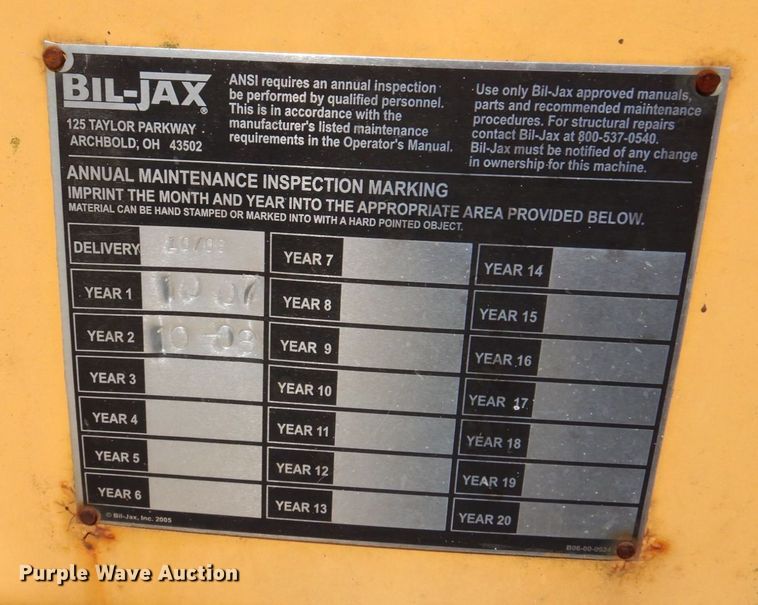 BIL-JAX®
125 TAYLOR PARKWAY
ARCHBOLD, OH 43502
ANSI requires an annual inspection
be performed by qualified personnel.
This is in accordance with the
manufacturer's listed maintenance
requirements in the Operator's Manual.
Use only Bil-Jax approved manuals,
parts and recommended maintenance
procedures. For structural repairs
contact Bil-Jax at 800-537-0540.
Bil-Jax must be notified of any change
in ownership for this machine.
ANNUAL MAINTENANCE INSPECTION MARKING
IMPRINT THE MONTH AND YEAR INTO THE APPROPRIATE AREA PROVIDED BELOW.
MATERIAL CAN BE HAND STAMPED OR MARKED INTO WITH A HARD POINTED OBJECT.
DELIVERY
YEAR 1 10 07
YEAR 2 10 -08
YEAR 3
YEAR 4
YEAR 5
YEAR 6
YEAR 7
YEAR 8
YEAR 9
YEAR 10
YEAR 11
YEAR 12
YEAR 13
YEAR 14
YEAR 15
YEAR 16
YEAR 17
YEAR 18
YEAR 19
YEAR 20
© Bil-Jax, Inc. 2005
Purple Wave Auction